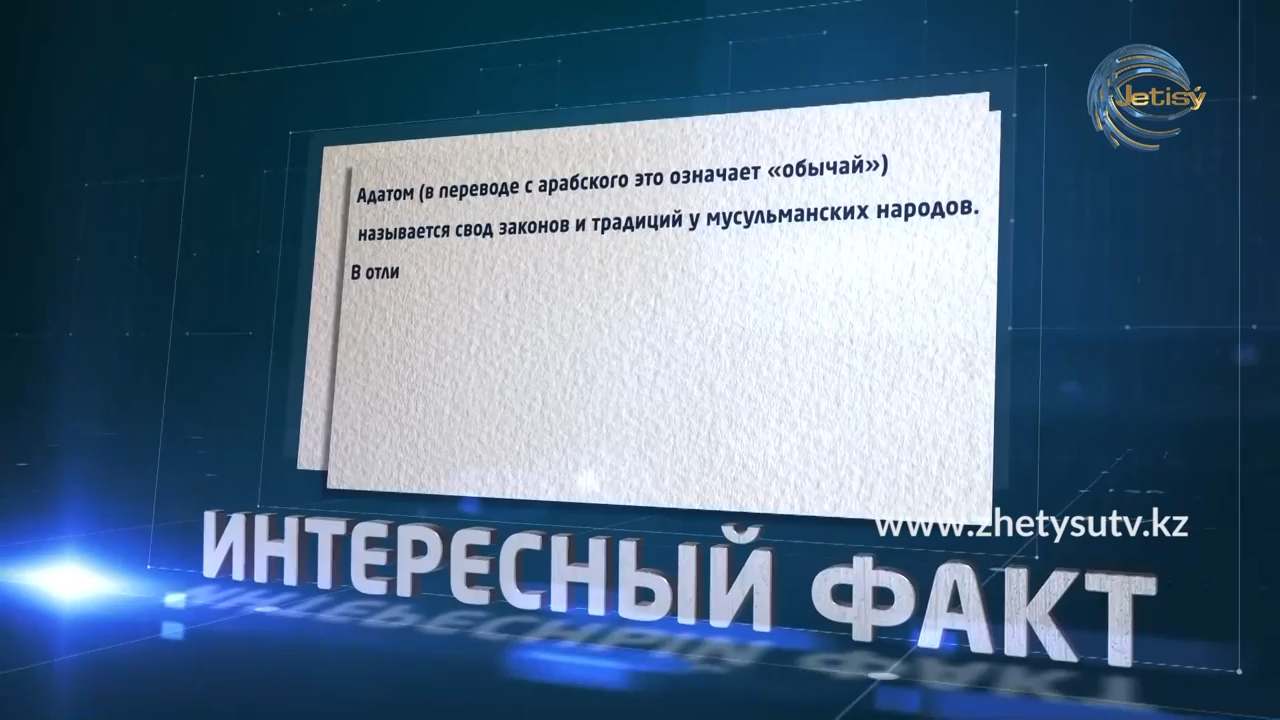 Jetisý
Адатом (в переводе с арабского это означает «обычай»)
называется свод законов и традиций у мусульманских народов.
В отли
www.zhetysutv.kz
ИНТЕРЕСНЫЙ ФАКТ